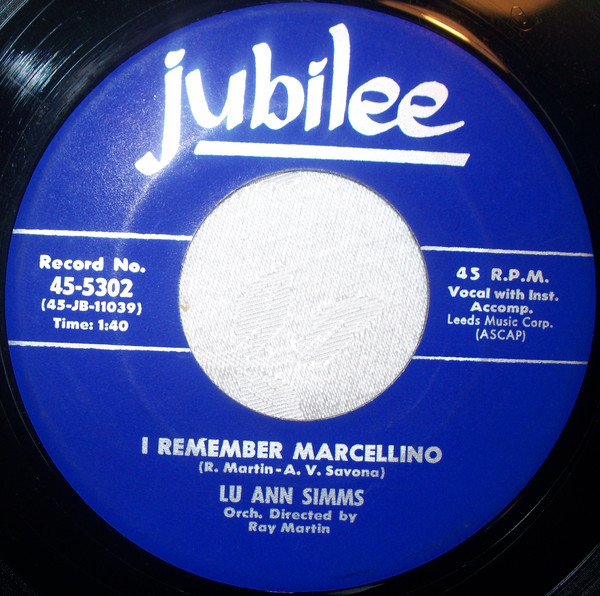 jubilee
Record No.
45-5302
(45-JB-11039)
Time: 1:40
45 R.P.M.
Vocal with Inst.
Accomp.
Leeds Music Corp.
(ASCAP)
I REMEMBER MARCELLINO
(R. Martin-A. V. Savona)
LU ANN SIMMS
Orch. Directed by
Ray Martin